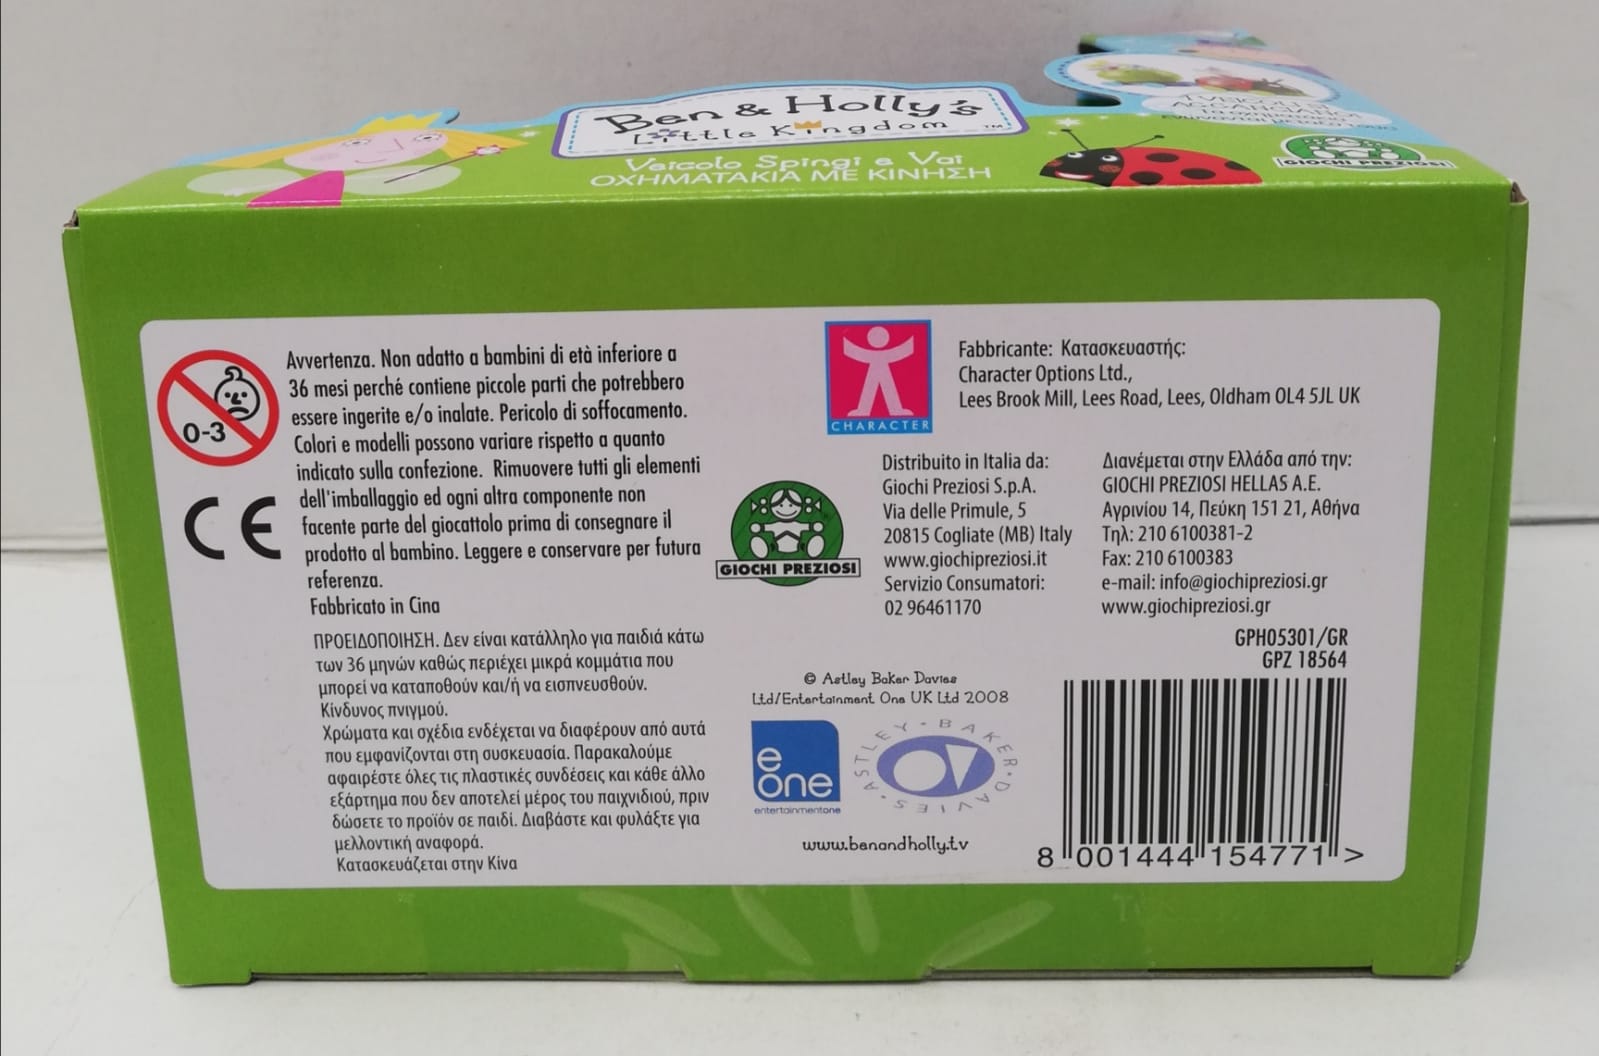 Ben & Holly's
Little Kingdom ™
Veicolo Spingi e Vai
ΟΧΗΜΑΤΑΚΙΑ ΜΕ ΚΙΝΗΣΗ
GIOCHI PREZIOSI
0-3
CE
Avvertenza. Non adatto a bambini di età inferiore a
36 mesi perché contiene piccole parti che potrebbero
essere ingerite e/o inalate. Pericolo di soffocamento.
Colori e modelli possono variare rispetto a quanto
indicato sulla confezione. Rimuovere tutti gli elementi
dell'imballaggio ed ogni altra componente non
facente parte del giocattolo prima di consegnare il
prodotto al bambino. Leggere e conservare per futura
referenza.
Fabbricato in Cina
ΠΡΟΕΙΔΟΠΟΙΗΣΗ. Δεν είναι κατάλληλο για παιδιά κάτω
των 36 μηνών καθώς περιέχει μικρά κομμάτια που
μπορεί να καταποθούν και/ή να εισπνευσθούν.
Κίνδυνος πνιγμού.
Χρώματα και σχέδια ενδέχεται να διαφέρουν από αυτά
που εμφανίζονται στη συσκευασία. Παρακαλούμε
αφαιρέστε όλες τις πλαστικές συνδέσεις και κάθε άλλο
εξάρτημα που δεν αποτελεί μέρος του παιχνιδιού, πριν
δώσετε το προϊόν σε παιδί. Διαβάστε και φυλάξτε για
μελλοντική αναφορά.
Κατασκευάζεται στην Κίνα
CHARACTER
Fabbricante: Κατασκευαστής:
Character Options Ltd.,
Lees Brook Mill, Lees Road, Lees, Oldham OL4 5JL UK
GIOCHI PREZIOSI
Distribuito in Italia da:
Giochi Preziosi S.p.A.
Via delle Primule, 5
20815 Cogliate (MB) Italy
www.giochipreziosi.it
Servizio Consumatori:
02 96461170
Διανέμεται στην Ελλάδα από την:
GIOCHI PREZIOSI HELLAS A.E.
Αγρινίου 14, Πεύκη 151 21, Αθήνα
Τηλ: 210 6100381-2
Fax: 210 6100383
e-mail: info@giochipreziosi.gr
www.giochipreziosi.gr
GPH05301/GR
GPZ 18564
© Astley Baker Davies
Ltd/Entertainment One UK Ltd 2008
e
one
entertainmentone
ASTLEY · BAKER · DAVIES ·
www.benandholly.tv
8 001444 154771 >